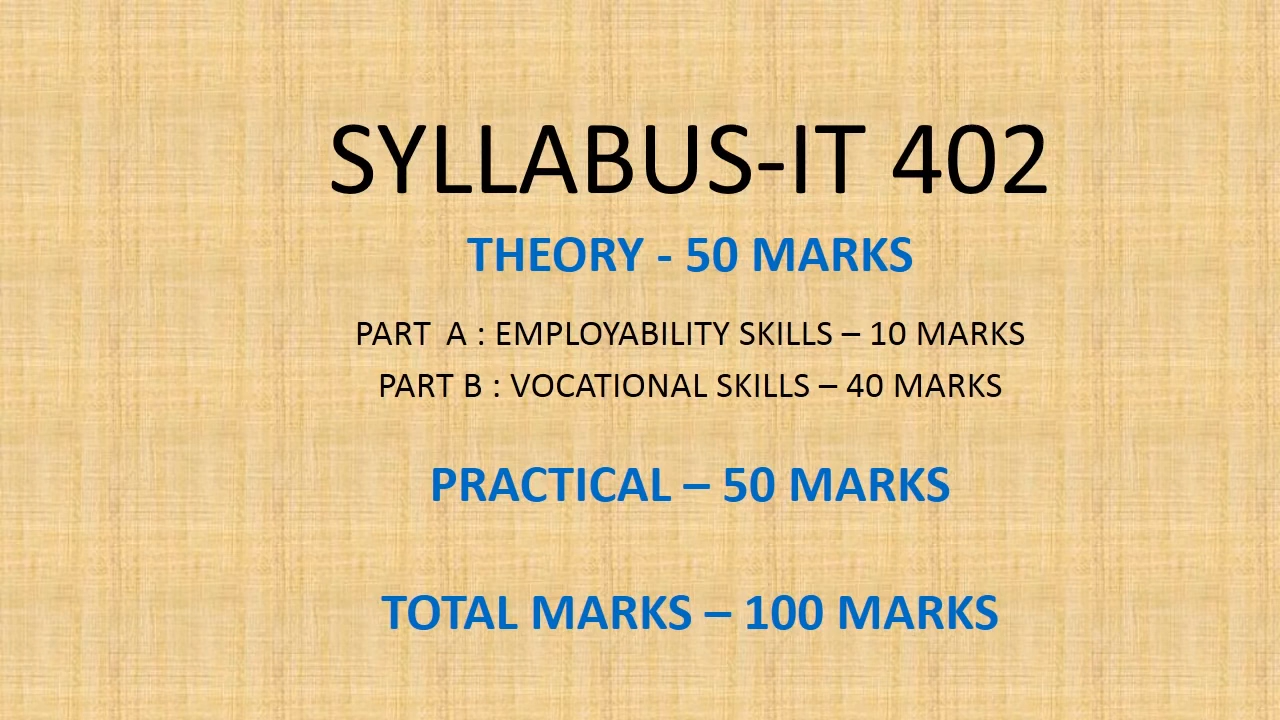 SYLLABUS-IT 402
THEORY - 50 MARKS
PART A : EMPLOYABILITY SKILLS – 10 MARKS
PART B : VOCATIONAL SKILLS – 40 MARKS
PRACTICAL – 50 MARKS
TOTAL MARKS – 100 MARKS